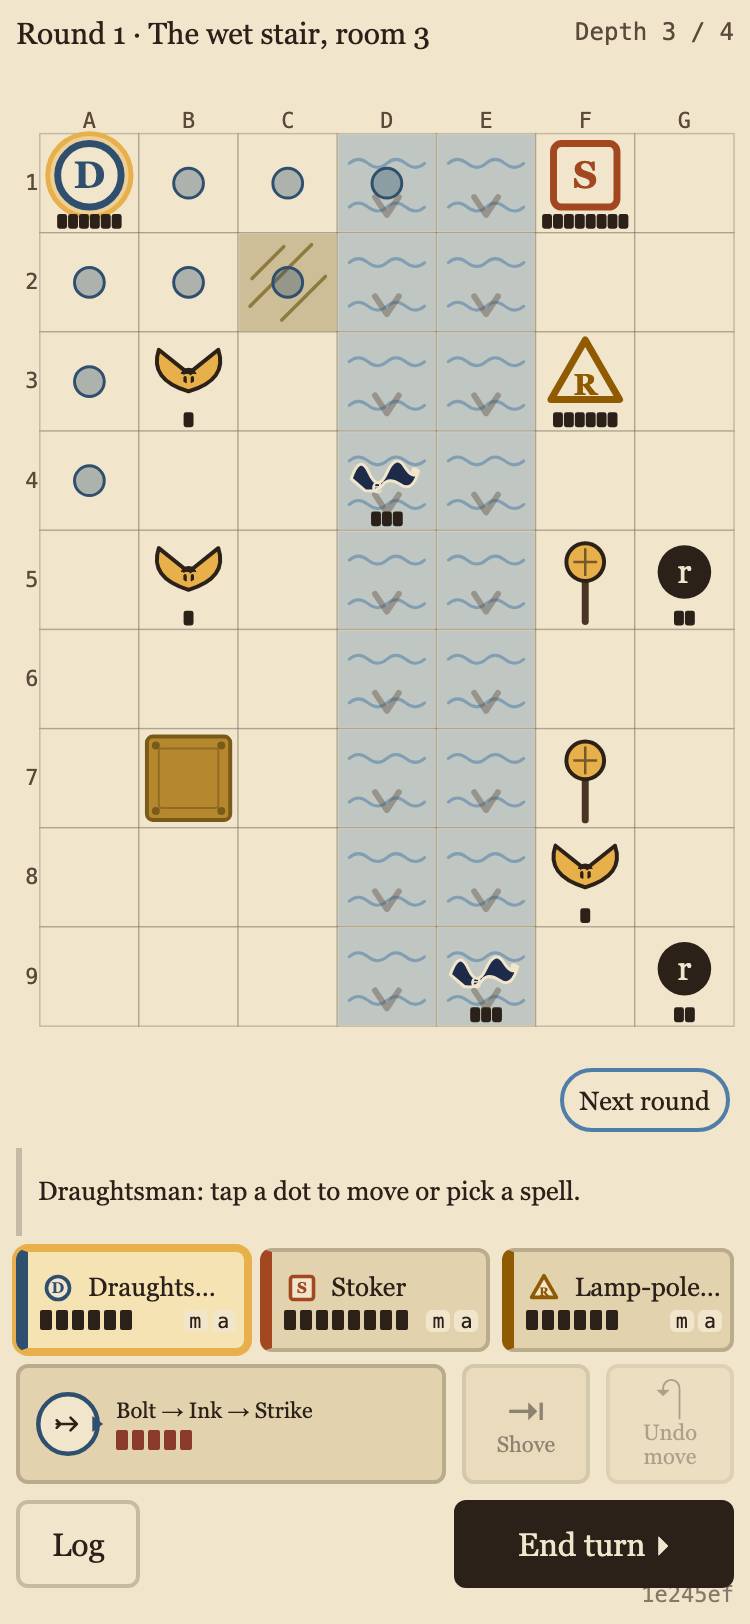 Round 1 · The wet stair, room 3
Depth 3 / 4
A B C D E F G
1 D S
2
3 R
4
5 r
6
7
8
9 r
Next round
Draughtsman: tap a dot to move or pick a spell.
D Draughts... m a
S Stoker m a
R Lamp-pole... m a
Bolt → Ink → Strike
Shove
Undo
move
Log
End turn
1e245ef